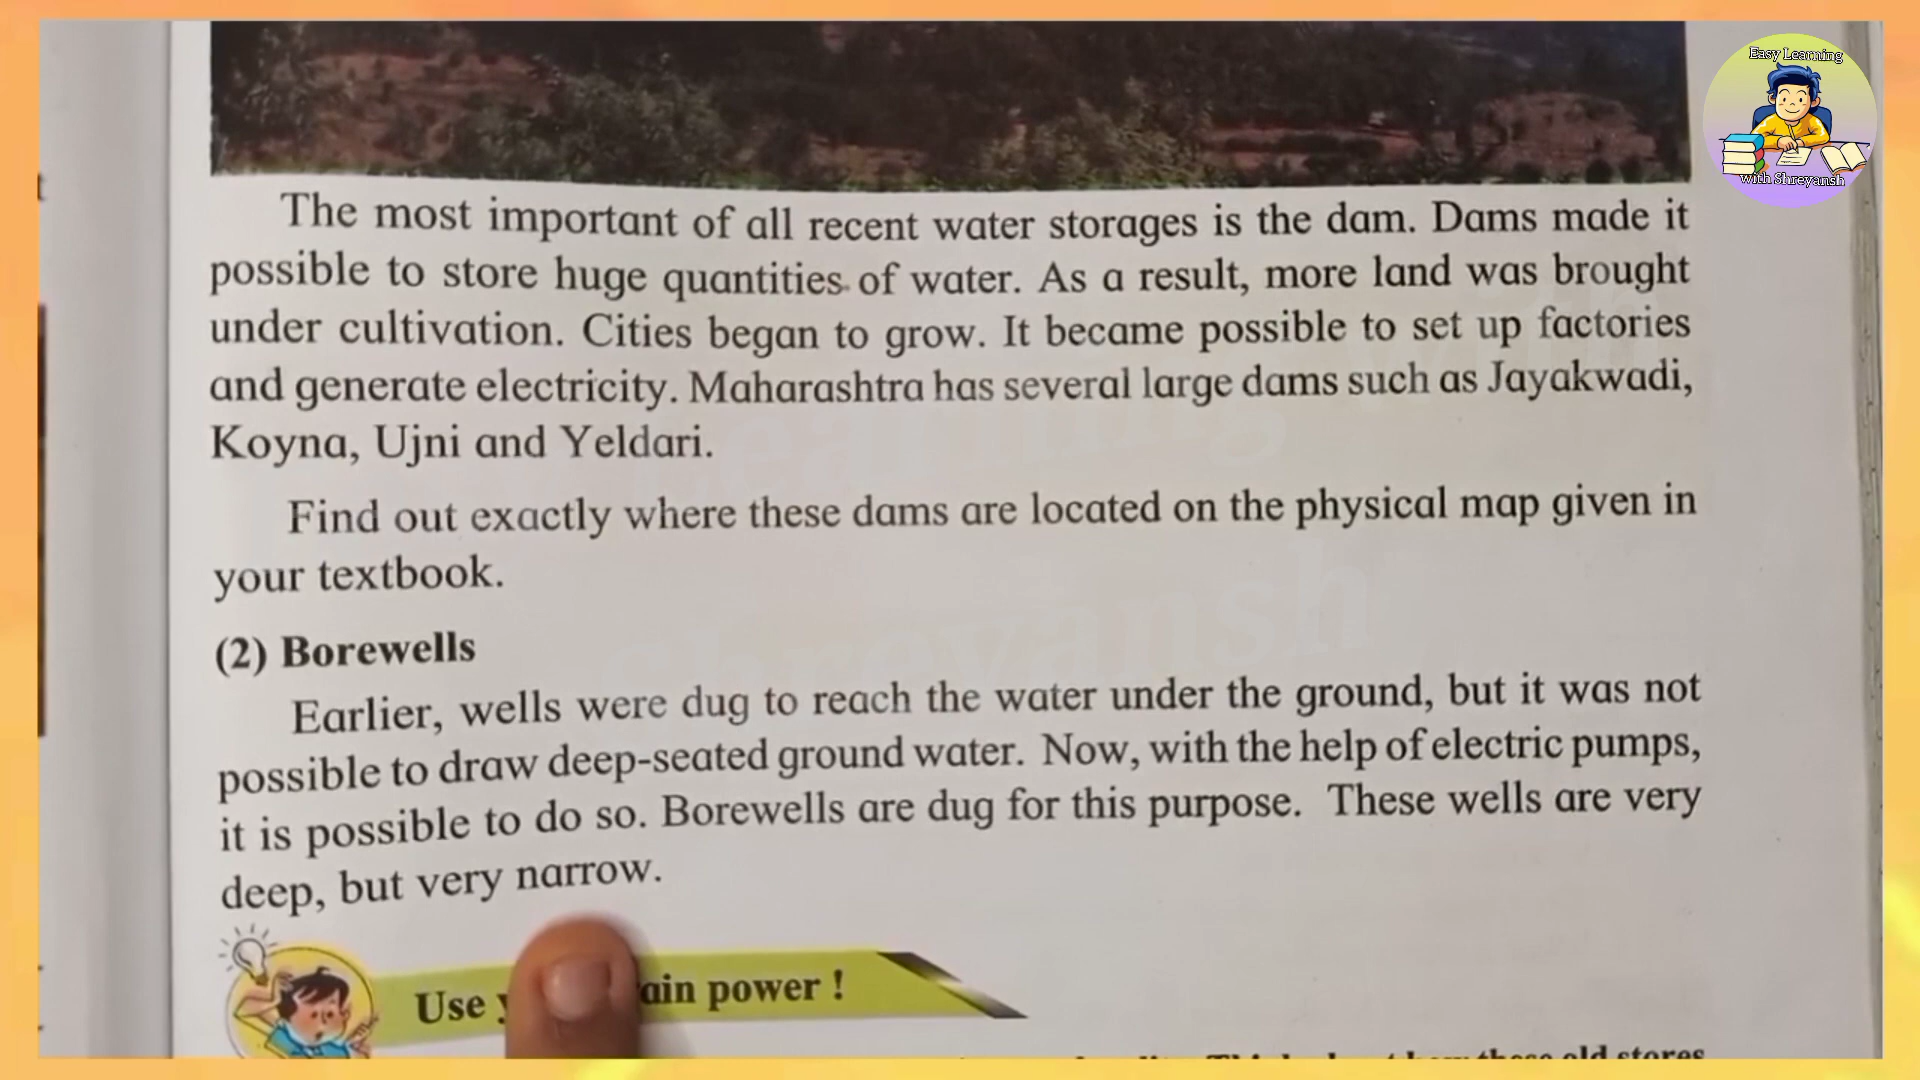 Easy Learning
with Shreyansh
The most important of all recent water storages is the dam. Dams made it
possible to store huge quantities of water. As a result, more land was brought
under cultivation. Cities began to grow. It became possible to set up factories
and generate electricity. Maharashtra has several large dams such as Jayakwadi,
Koyna, Ujni and Yeldari.
Find out exactly where these dams are located on the physical map given in
your textbook.
(2) Borewells
Earlier, wells were dug to reach the water under the ground, but it was not
possible to draw deep-seated ground water. Now, with the help of electric pumps,
it is possible to do so. Borewells are dug for this purpose. These wells are very
deep, but very narrow.
Use power !
these old stores